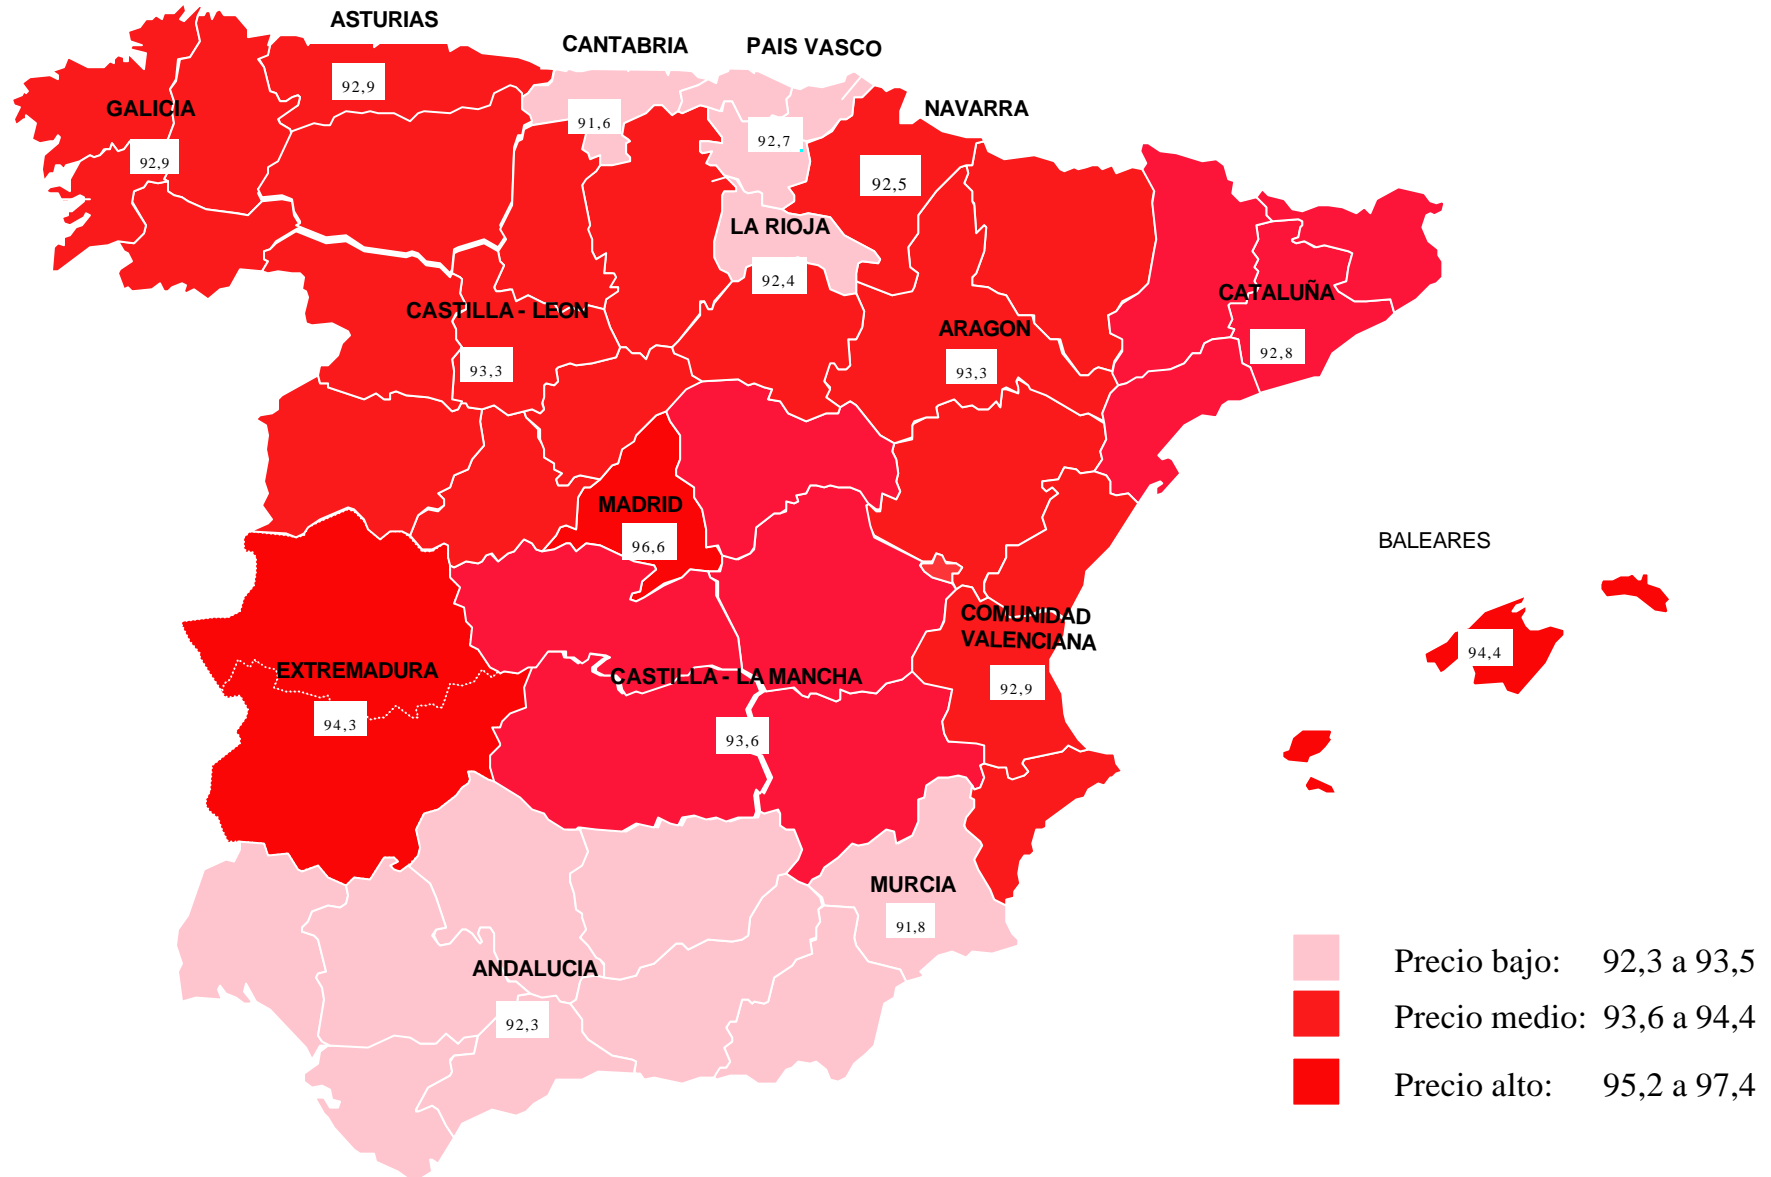 ASTURIAS
CANTABRIA
PAIS VASCO
92,9
GALICIA
91,6
NAVARRA
92,7
92,9
92,5
LA RIOJA
92,4
CATALUÑA
CASTILLA - LEON
ARAGON
92,8
93,3
93,3
MADRID
96,6
BALEARES
COMUNIDAD
VALENCIANA
94,4
EXTREMADURA
CASTILLA - LA MANCHA
92,9
94,3
93,6
MURCIA
91,8
ANDALUCIA
92,3
Precio bajo: 92,3 a 93,5
Precio medio: 93,6 a 94,4
Precio alto: 95,2 a 97,4